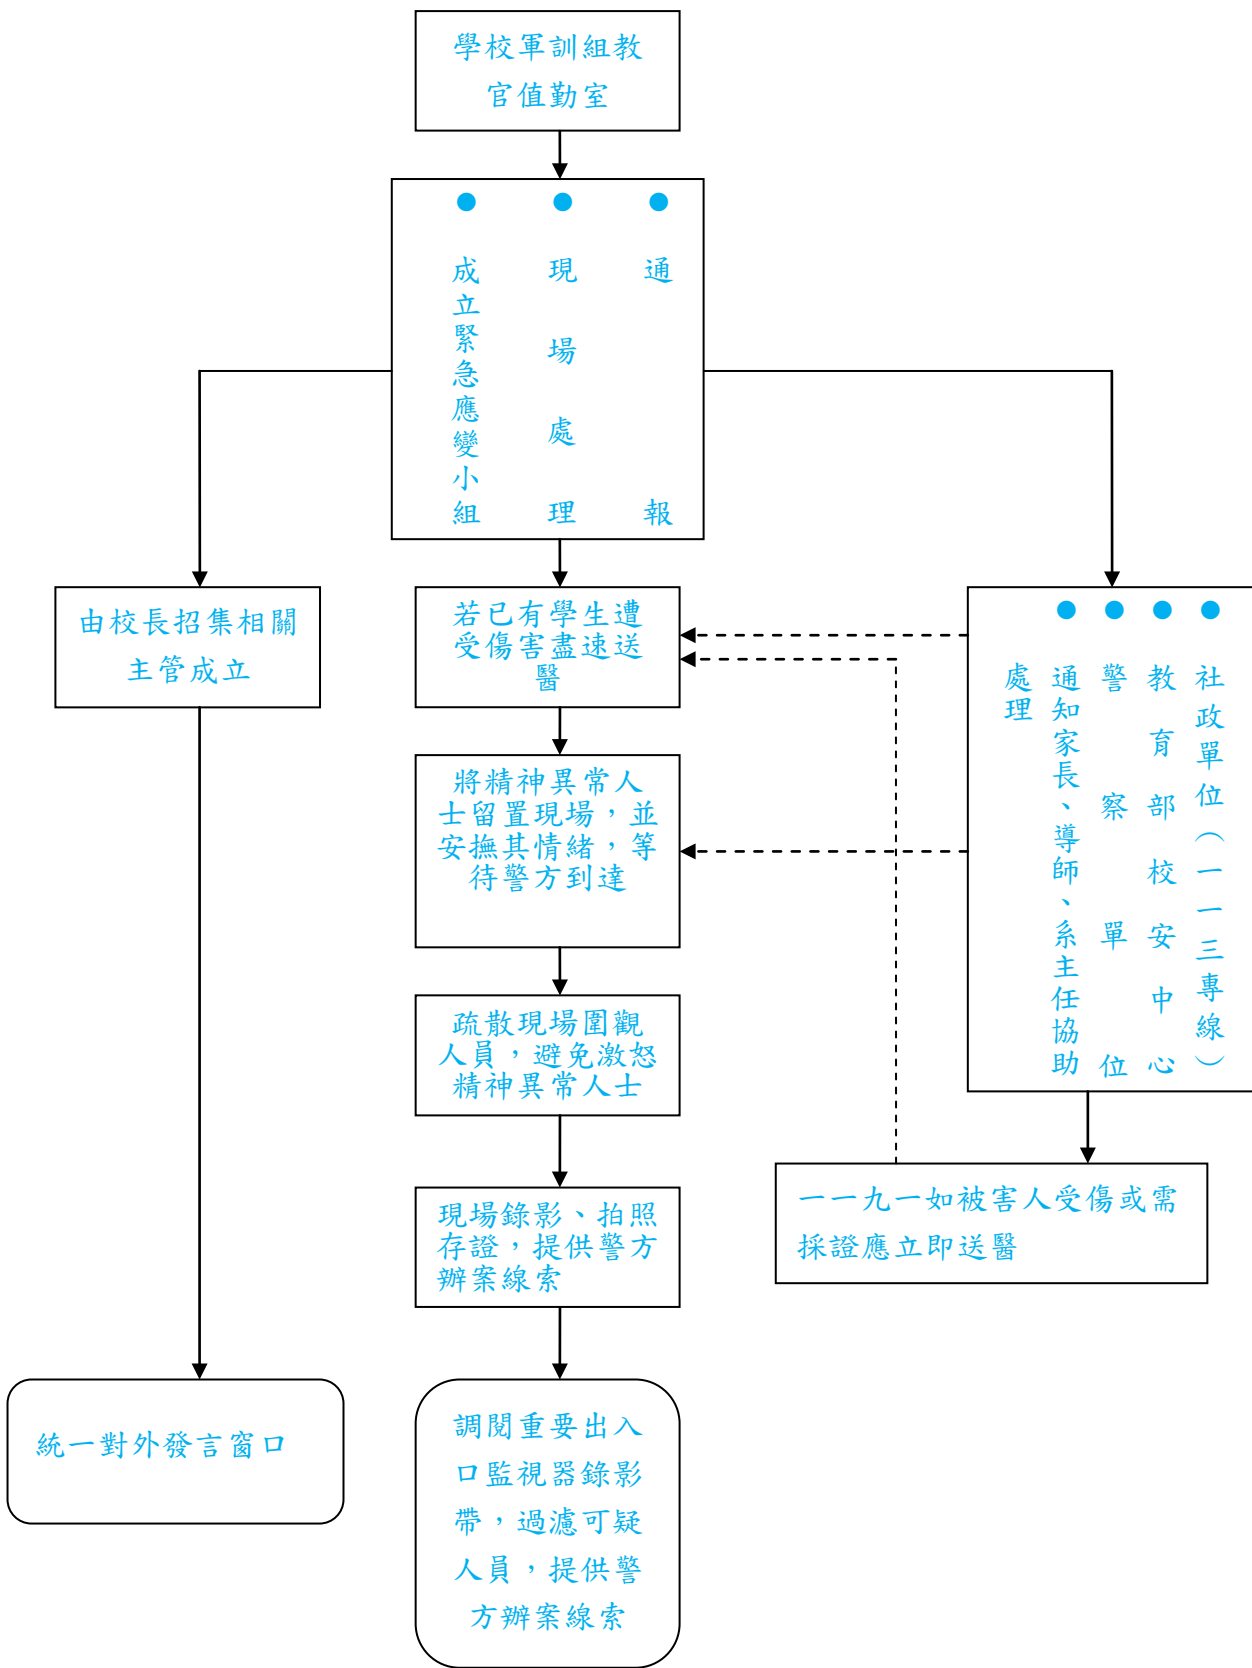 學校軍訓組教
官值勤室
●通報
●現場處理
●成立緊急應變小組
由校長招集相關
主管成立
若已有學生遭
受傷害盡速送
醫
●社政單位（一一三專線）
●教育部校安中心
●警察單位
●通知家長、導師、系主任協助
處理
將精神異常人
士留置現場，並
安撫其情緒，等
待警方到達
疏散現場圍觀
人員，避免激怒
精神異常人士
一一九一如被害人受傷或需
採證應立即送醫
現場錄影、拍照
存證，提供警方
辦案線索
統一對外發言窗口
調閱重要出入
口監視器錄影
帶，過濾可疑
人員，提供警
方辦案線索